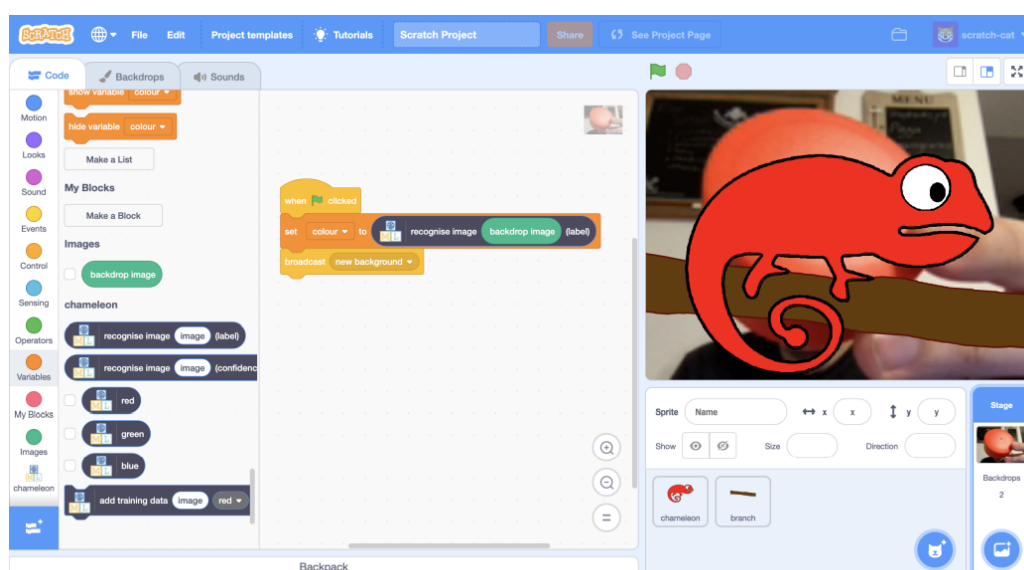 SCRATCH
File Edit Project templates Tutorials Scratch Project Share See Project Page scratch-cat
Code Backdrops Sounds
Motion
Looks
Sound
Events
Control
Sensing
Operators
Variables
My Blocks
Images
chameleon
show variable colour
hide variable colour
Make a List
My Blocks
Make a Block
Images
backdrop image
chameleon
recognise image image (label)
recognise image image (confidenc
red
green
blue
add training data image red
when clicked
set colour to recognise image backdrop image (label)
broadcast new background
MENU
Sprite Name x x y y
Show Size Direction
chameleon
branch
Stage
Backdrops
2
Backpack